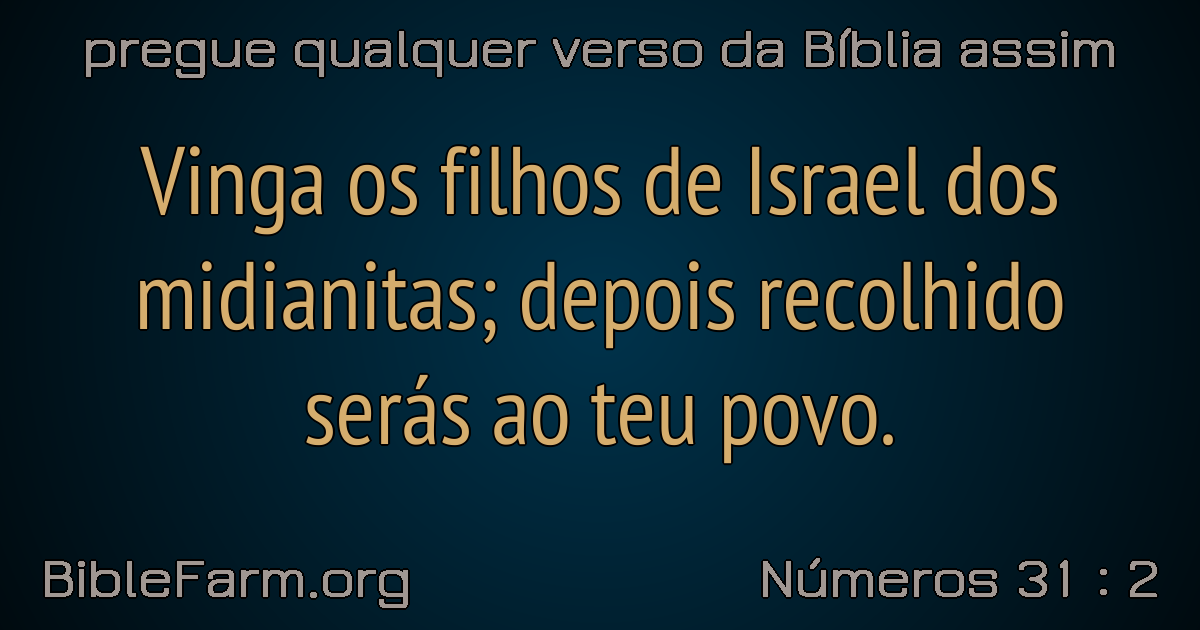 pregue qualquer verso da Bíblia assim
Vinga os filhos de Israel dos
midianitas; depois recolhido
serás ao teu povo.
BibleFarm.org
Números 31 : 2